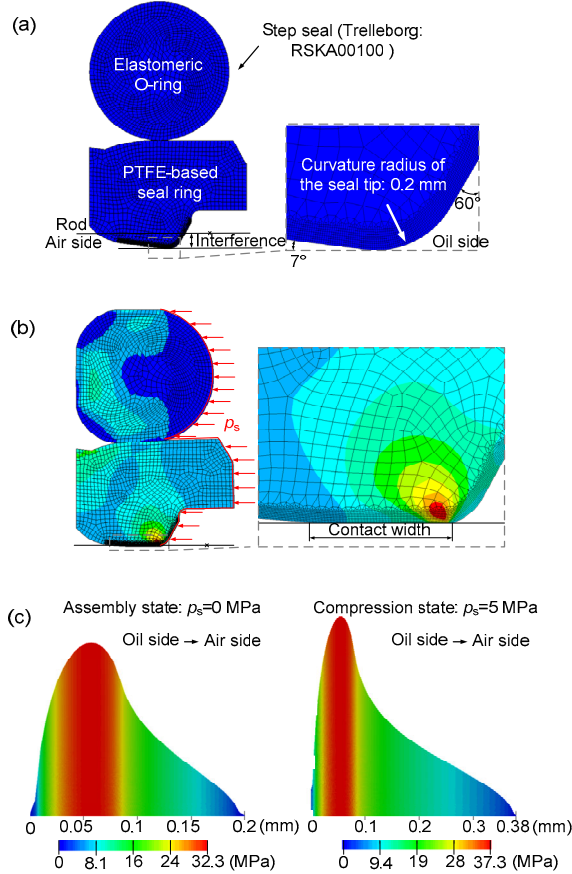 (a)
Step seal (Trelleborg:
RSKA00100 )
Elastomeric
O-ring
PTFE-based
seal ring
Curvature radius of
the seal tip: 0.2 mm
60°
Rod
Air side
Interference
Oil side
7°
(b)
ps
Contact width
(c)
Assembly state: ps=0 MPa
Compression state: ps=5 MPa
Oil side → Air side
Oil side → Air side
0 0.05 0.1 0.15 0.2 (mm)
0 0.1 0.2 0.3 0.38 (mm)
0 8.1 16 24 32.3 (MPa)
0 9.4 19 28 37.3 (MPa)